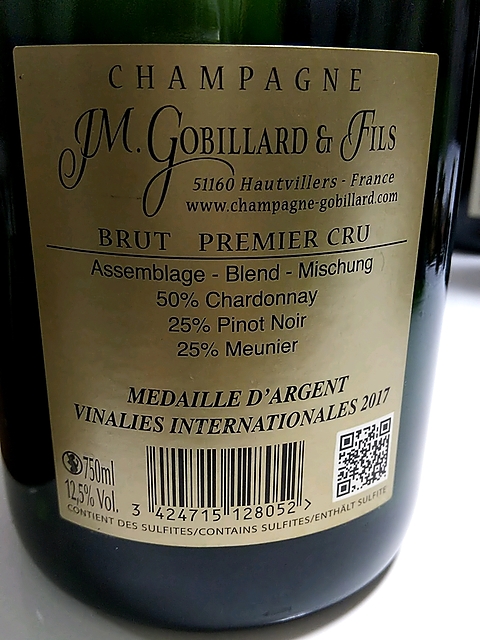 CHAMPAGNE
JM. GOBILLARD & FILS
51160 Hautvillers - France
www.champagne-gobillard.com
BRUT PREMIER CRU
Assemblage - Blend - Mischung
50% Chardonnay
25% Pinot Noir
25% Meunier
MEDAILLE D'ARGENT
VINALIES INTERNATIONALES 2017
750ml
12,5% Vol.
3 424715 128052 >
CONTIENT DES SULFITES/CONTAINS SULFITES/ENTHÄLT SULFITE